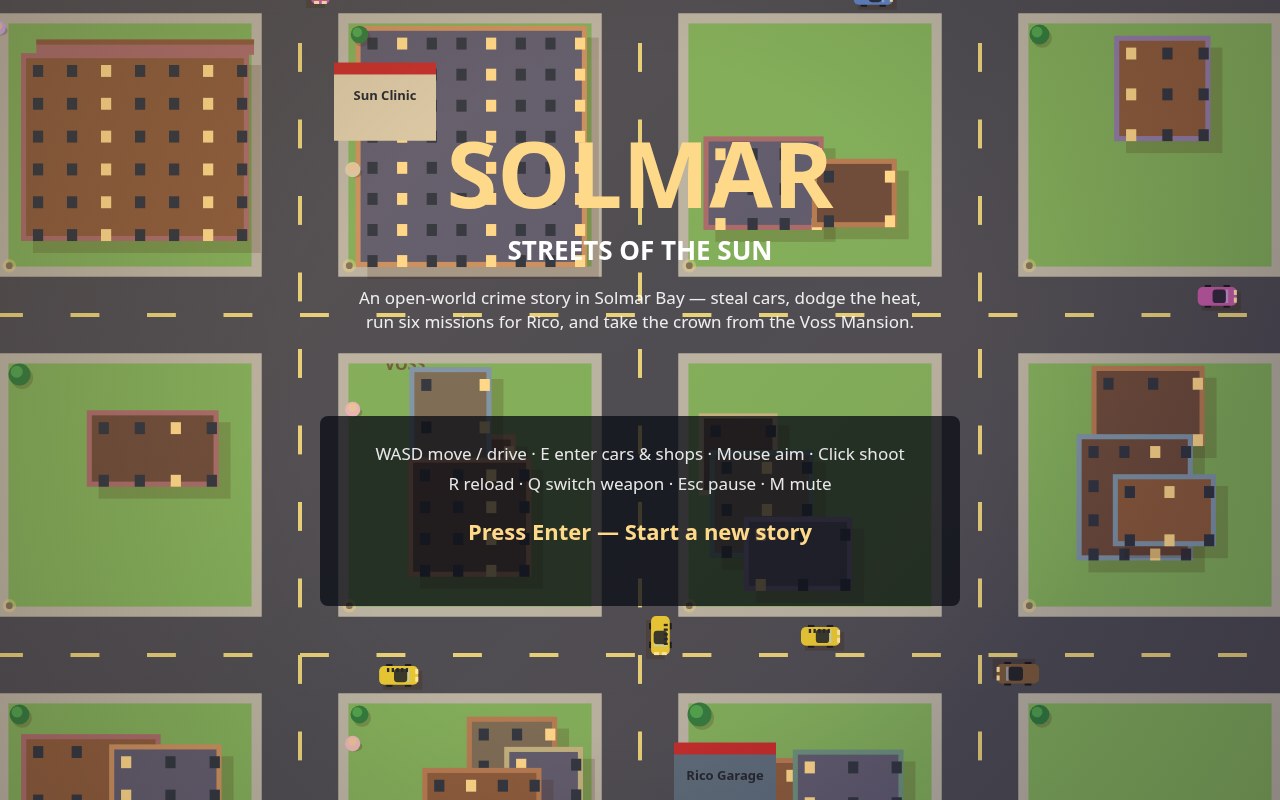 Sun Clinic
SOLMAR
STREETS OF THE SUN
An open-world crime story in Solmar Bay — steal cars, dodge the heat,
run six missions for Rico, and take the crown from the Voss Mansion.
VOSS
WASD move / drive · E enter cars & shops · Mouse aim · Click shoot
R reload · Q switch weapon · Esc pause · M mute
Press Enter — Start a new story
Rico Garage